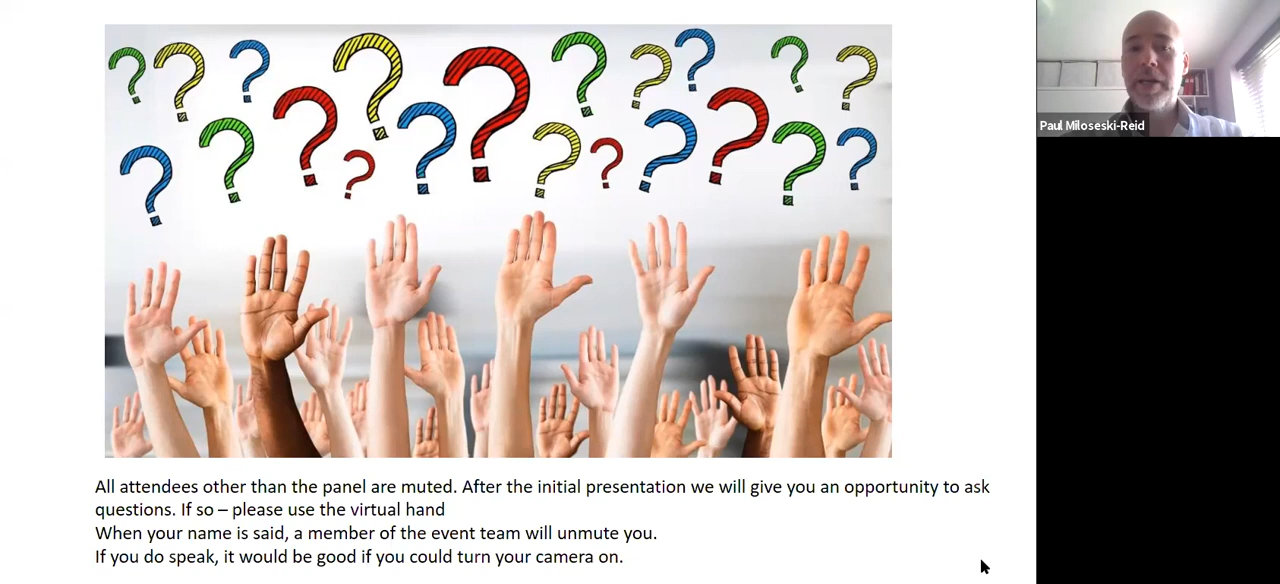 Paul Miloseski-Reid
All attendees other than the panel are muted. After the initial presentation we will give you an opportunity to ask
questions. If so – please use the virtual hand
When your name is said, a member of the event team will unmute you.
If you do speak, it would be good if you could turn your camera on.